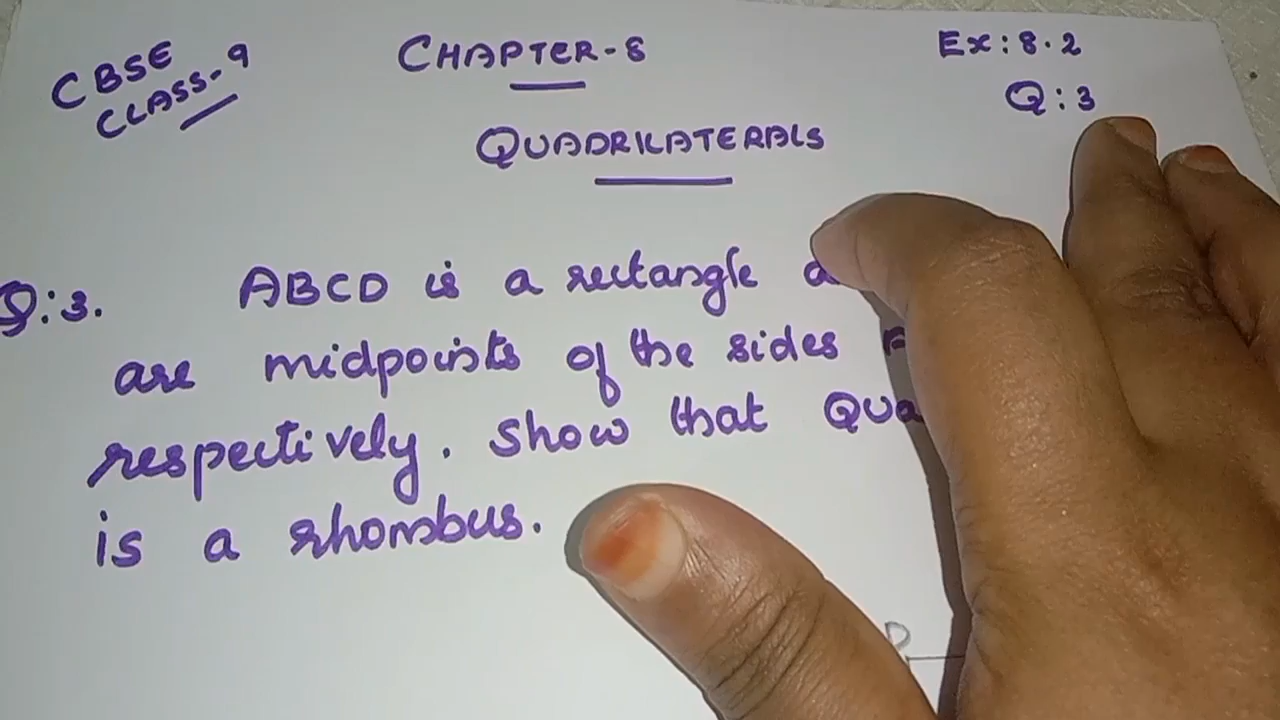 CBSE
CLASS-9
CHAPTER-8
Ex: 8.2
Q: 3
QUADRILATERALS
Q:3. ABCD is a rectangle
are midpoints of the sides
respectively. Show that
is a rhombus.